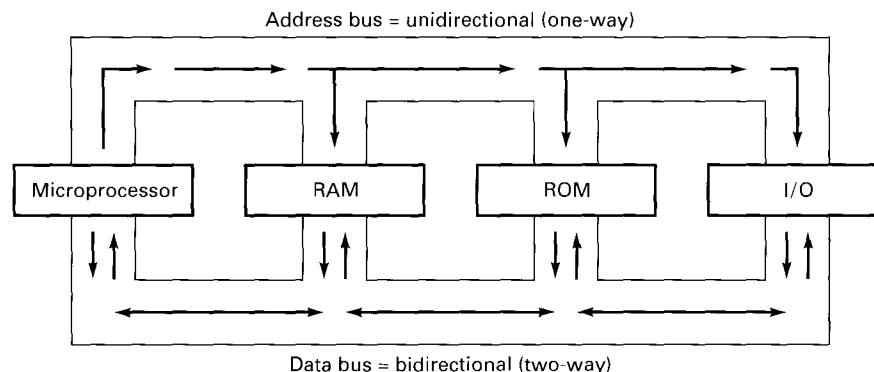 Address bus = unidirectional (one-way)
Microprocessor
RAM
ROM
I/O
Data bus = bidirectional (two-way)